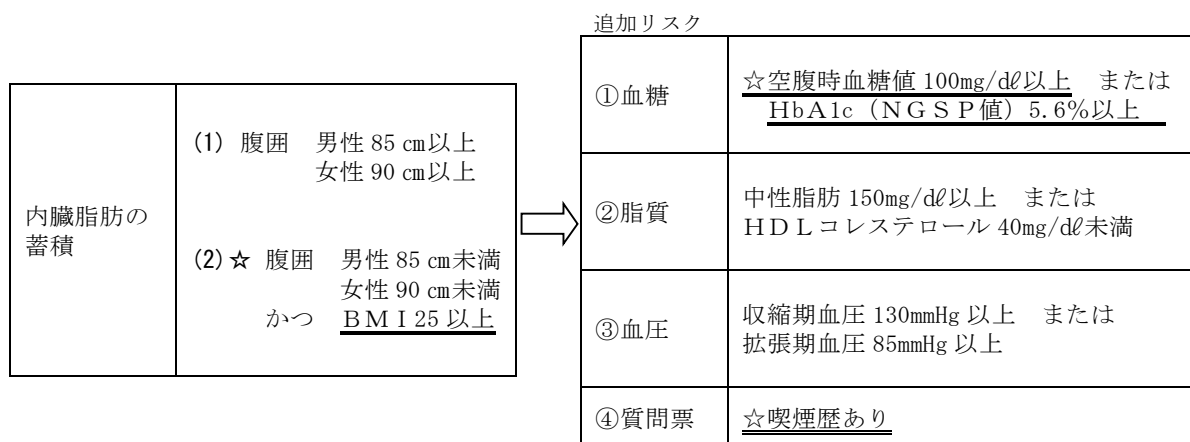 追加リスク
内臓脂肪の
蓄積
(1) 腹囲 男性 85 ㎝以上
女性 90 ㎝以上
(2)☆ 腹囲 男性 85 ㎝未満
女性 90 ㎝未満
かつ ＢＭＩ25 以上
①血糖
☆空腹時血糖値 100mg/dℓ以上 または
HbA1c（ＮＧＳＰ値）5.6%以上
②脂質
中性脂肪 150mg/dℓ以上 または
ＨＤＬコレステロール 40mg/dℓ未満
③血圧
収縮期血圧 130mmHg 以上 または
拡張期血圧 85mmHg 以上
④質問票
☆喫煙歴あり